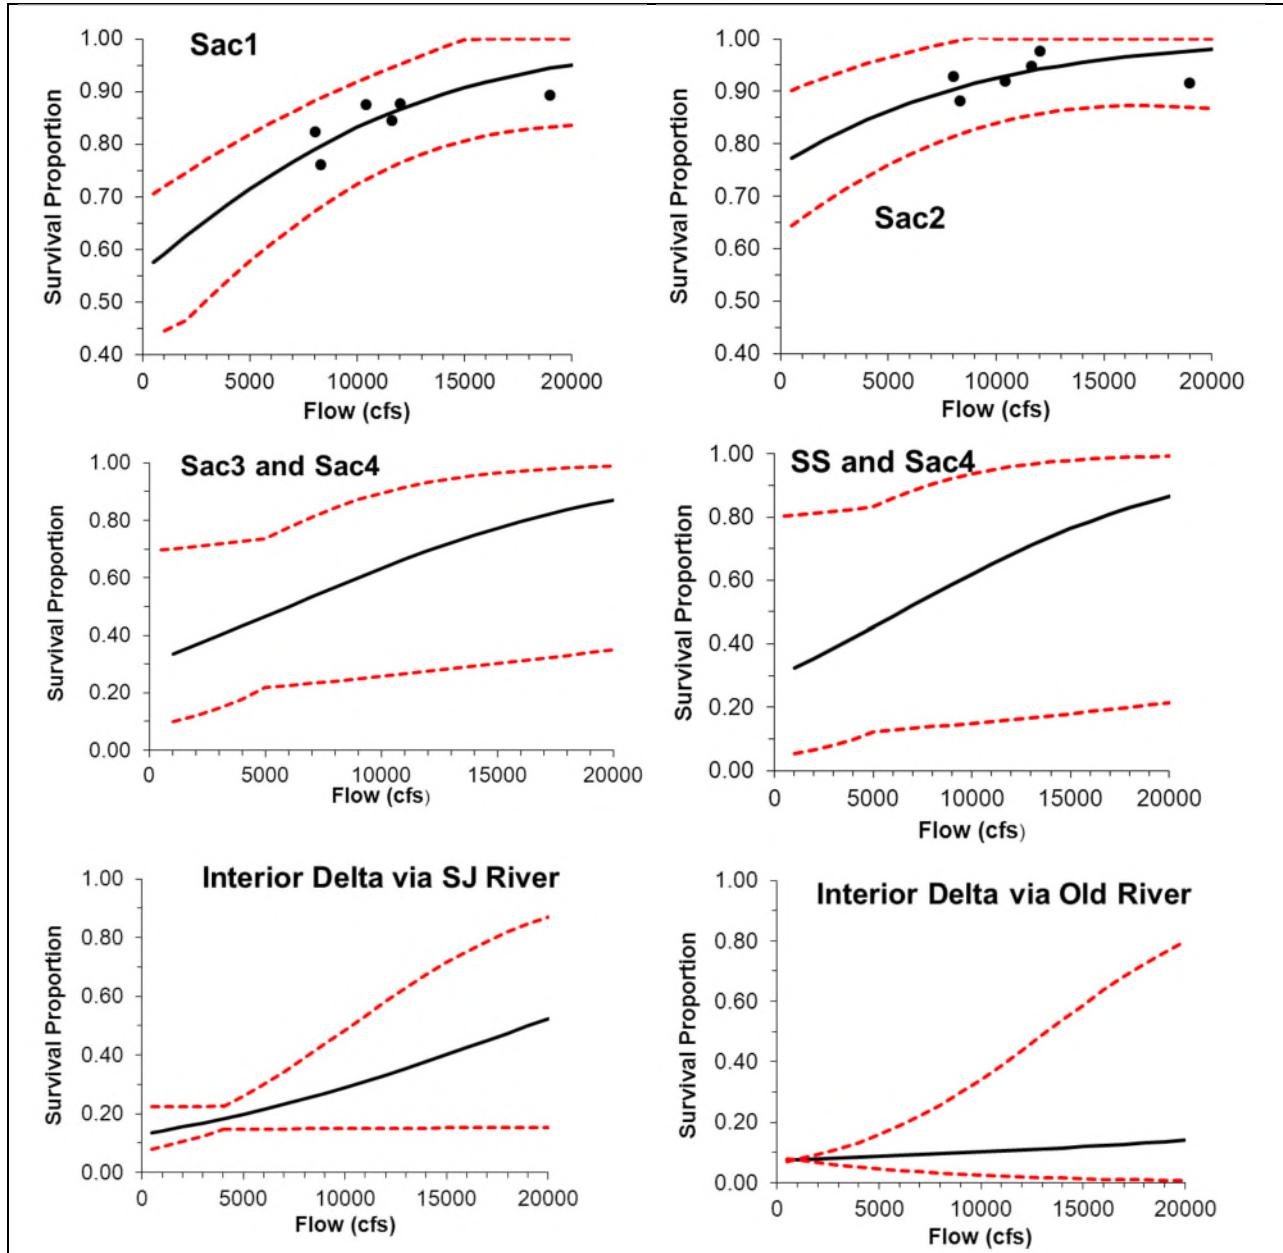 Sac1
Survival Proportion
1.00
0.90
0.80
0.70
0.60
0.50
0.40
0 5000 10000 15000 20000
Flow (cfs)
Sac2
Survival Proportion
1.00
0.90
0.80
0.70
0.60
0.50
0.40
0 5000 10000 15000 20000
Flow (cfs)
Sac3 and Sac4
Survival Proportion
1.00
0.80
0.60
0.40
0.20
0.00
0 5000 10000 15000 20000
Flow (cfs)
SS and Sac4
Survival Proportion
1.00
0.80
0.60
0.40
0.20
0.00
0 5000 10000 15000 20000
Flow (cfs)
Interior Delta via SJ River
Survival Proportion
1.00
0.80
0.60
0.40
0.20
0.00
0 5000 10000 15000 20000
Flow (cfs)
Interior Delta via Old River
Survival Proportion
1.00
0.80
0.60
0.40
0.20
0.00
0 5000 10000 15000 20000
Flow (cfs)